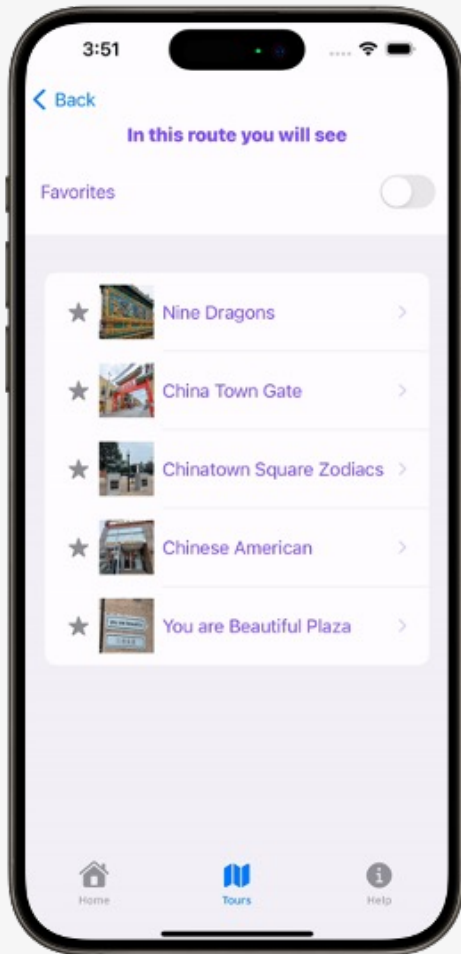 3:51
Back
In this route you will see
Favorites
Nine Dragons
China Town Gate
Chinatown Square Zodiacs
Chinese American
You are Beautiful Plaza
Home
Tours
Help